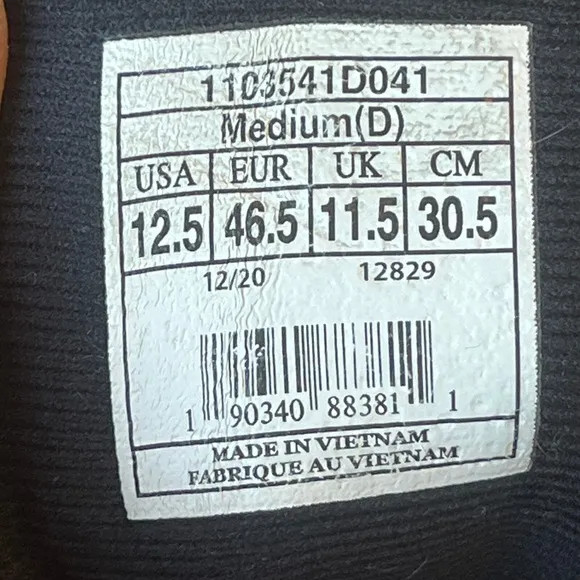 1103541D041
Medium(D)
USA EUR UK CM
12.5 46.5 11.5 30.5
12/20 12829
1 90340 88381 1
MADE IN VIETNAM
FABRIQUE AU VIETNAM